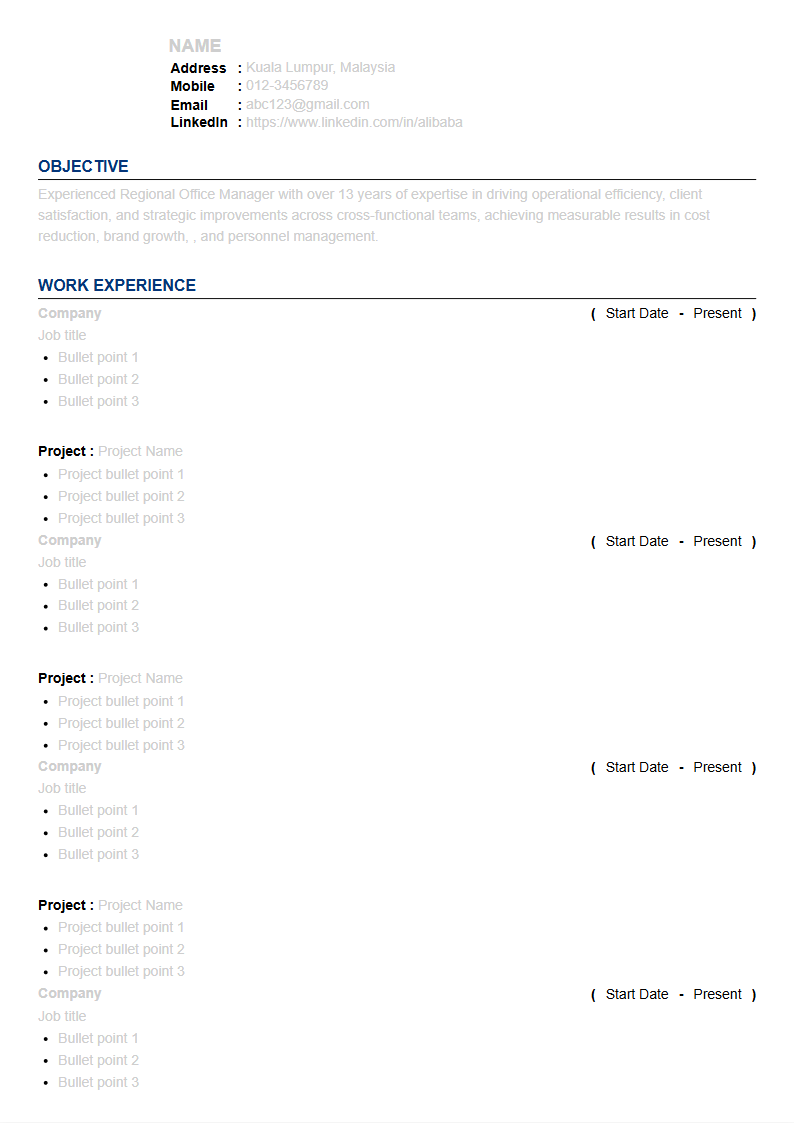 NAME
Address : Kuala Lumpur, Malaysia
Mobile : 012-3456789
Email : abc123@gmail.com
LinkedIn : https://www.linkedin.com/in/alibaba
OBJECTIVE
Experienced Regional Office Manager with over 13 years of expertise in driving operational efficiency, client
satisfaction, and strategic improvements across cross-functional teams, achieving measurable results in cost
reduction, brand growth, , and personnel management.
WORK EXPERIENCE
Company ( Start Date - Present )
Job title
• Bullet point 1
• Bullet point 2
• Bullet point 3
Project : Project Name
• Project bullet point 1
• Project bullet point 2
• Project bullet point 3
Company ( Start Date - Present )
Job title
• Bullet point 1
• Bullet point 2
• Bullet point 3
Project : Project Name
• Project bullet point 1
• Project bullet point 2
• Project bullet point 3
Company ( Start Date - Present )
Job title
• Bullet point 1
• Bullet point 2
• Bullet point 3
Project : Project Name
• Project bullet point 1
• Project bullet point 2
• Project bullet point 3
Company ( Start Date - Present )
Job title
• Bullet point 1
• Bullet point 2
• Bullet point 3